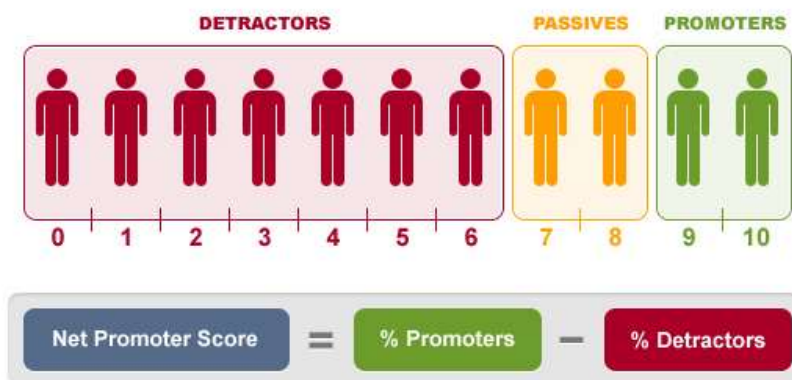 DETRACTORS PASSIVES PROMOTERS
0 1 2 3 4 5 6 7 8 9 10
Net Promoter Score = % Promoters − % Detractors